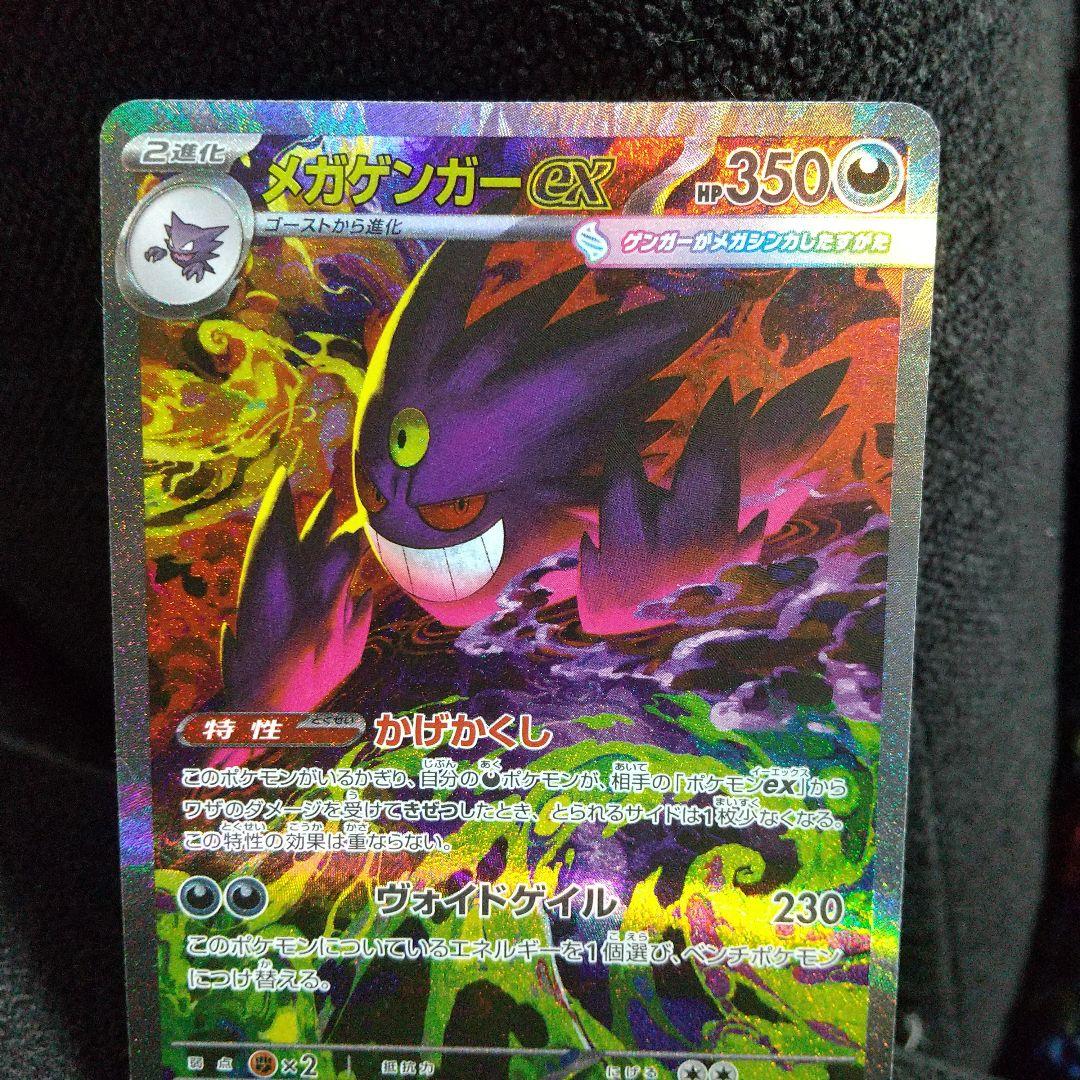 2進化
メガゲンガーex
HP350
ゴーストから進化
ゲンガーがメガシンカしたすがた
特性 とくせい かげかくし
このポケモンがいるかぎり、自分のポケモンが、相手の「ポケモンex」から
ワザのダメージを受けてきぜつしたとき、とられるサイドは1枚少なくなる。
この特性の効果は重ならない。
ヴォイドゲイル 230
このポケモンについているエネルギーを1個選び、ベンチポケモン
につけ替える。
弱点 ×2 抵抗力 にげる